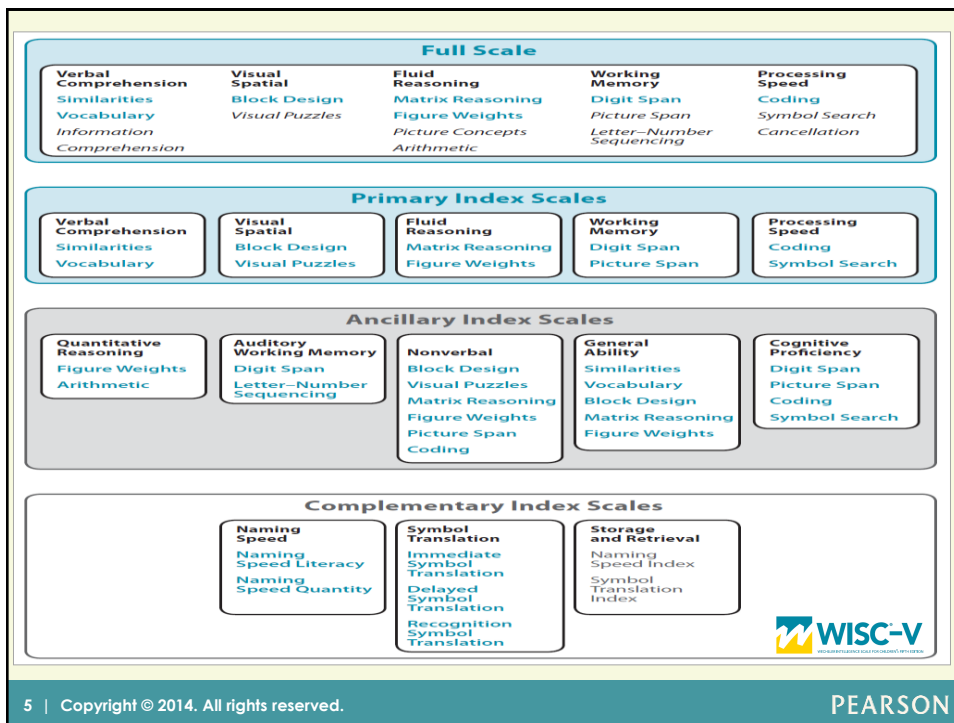 Full Scale
Verbal
Comprehension
Similarities
Vocabulary
Information
Comprehension
Visual
Spatial
Block Design
Visual Puzzles
Fluid
Reasoning
Matrix Reasoning
Figure Weights
Picture Concepts
Arithmetic
Working
Memory
Digit Span
Picture Span
Letter–Number
Sequencing
Processing
Speed
Coding
Symbol Search
Cancellation
Primary Index Scales
Verbal
Comprehension
Similarities
Vocabulary
Visual
Spatial
Block Design
Visual Puzzles
Fluid
Reasoning
Matrix Reasoning
Figure Weights
Working
Memory
Digit Span
Picture Span
Processing
Speed
Coding
Symbol Search
Ancillary Index Scales
Quantitative
Reasoning
Figure Weights
Arithmetic
Auditory
Working Memory
Digit Span
Letter–Number
Sequencing
Nonverbal
Block Design
Visual Puzzles
Matrix Reasoning
Figure Weights
Picture Span
Coding
General
Ability
Similarities
Vocabulary
Block Design
Matrix Reasoning
Figure Weights
Cognitive
Proficiency
Digit Span
Picture Span
Coding
Symbol Search
Complementary Index Scales
Naming
Speed
Naming
Speed Literacy
Naming
Speed Quantity
Symbol
Translation
Immediate
Symbol
Translation
Delayed
Symbol
Translation
Recognition
Symbol
Translation
Storage
and Retrieval
Naming
Speed Index
Symbol
Translation
Index
WISC®-V
WECHSLER INTELLIGENCE SCALE FOR CHILDREN®-FIFTH EDITION
5 | Copyright © 2014. All rights reserved.
PEARSON